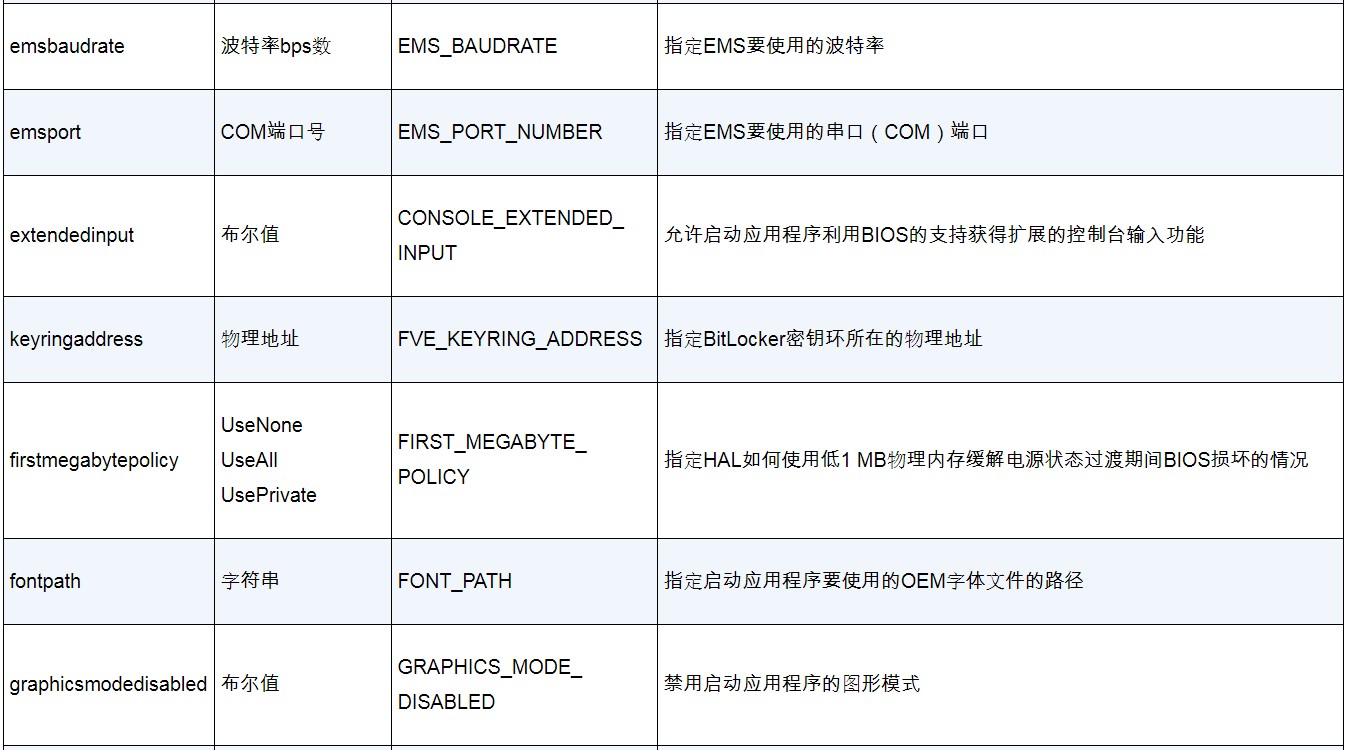 emsbaudrate 波特率bps数 EMS_BAUDRATE 指定EMS要使用的波特率
emsport COM端口号 EMS_PORT_NUMBER 指定EMS要使用的串口（COM）端口
extendedinput 布尔值 CONSOLE_EXTENDED_
INPUT 允许启动应用程序利用BIOS的支持获得扩展的控制台输入功能
keyringaddress 物理地址 FVE_KEYRING_ADDRESS 指定BitLocker密钥环所在的物理地址
firstmegabytepolicy UseNone
UseAll
UsePrivate FIRST_MEGABYTE_
POLICY 指定HAL如何使用低1 MB物理内存缓解电源状态过渡期间BIOS损坏的情况
fontpath 字符串 FONT_PATH 指定启动应用程序要使用的OEM字体文件的路径
graphicsmodedisabled 布尔值 GRAPHICS_MODE_
DISABLED 禁用启动应用程序的图形模式